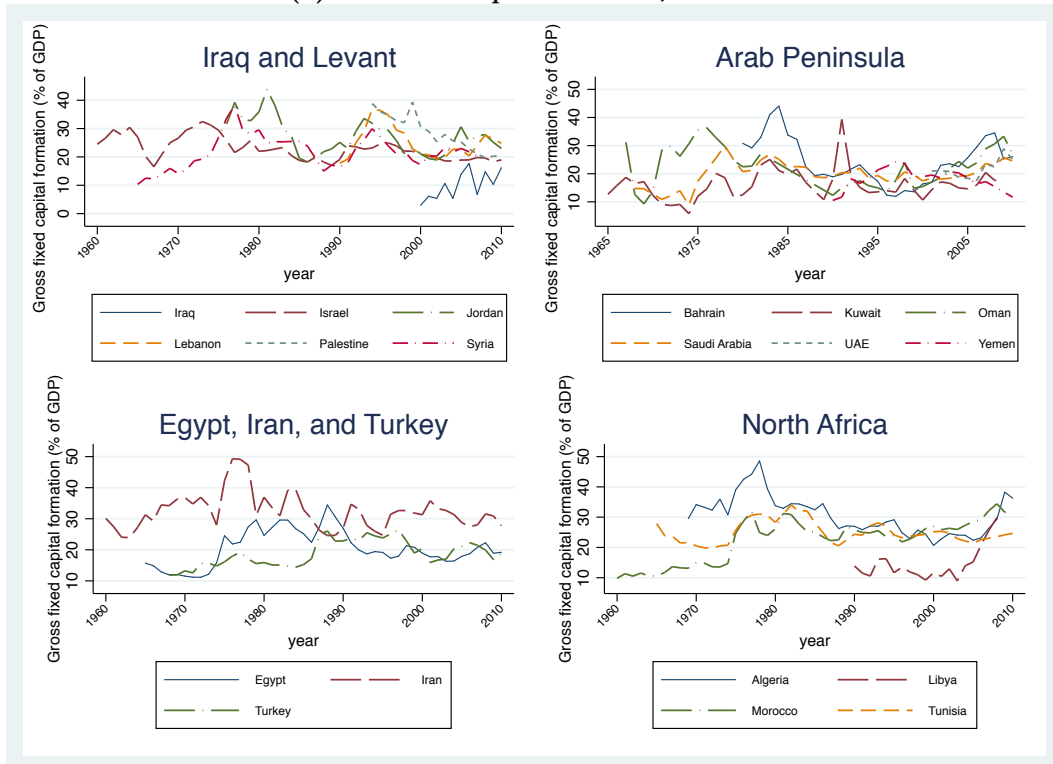 Iraq and Levant
Gross fixed capital formation (% of GDP)
40
30
20
10
0
1960
1970
1980
1990
2000
2010
year
Iraq
Israel
Jordan
Lebanon
Palestine
Syria
Arab Peninsula
Gross fixed capital formation (% of GDP)
50
40
30
20
10
1965
1975
1985
1995
2005
year
Bahrain
Kuwait
Oman
Saudi Arabia
UAE
Yemen
Egypt, Iran, and Turkey
Gross fixed capital formation (% of GDP)
50
40
30
20
10
1960
1970
1980
1990
2000
2010
year
Egypt
Iran
Turkey
North Africa
Gross fixed capital formation (% of GDP)
50
40
30
20
10
1960
1970
1980
1990
2000
2010
year
Algeria
Libya
Morocco
Tunisia